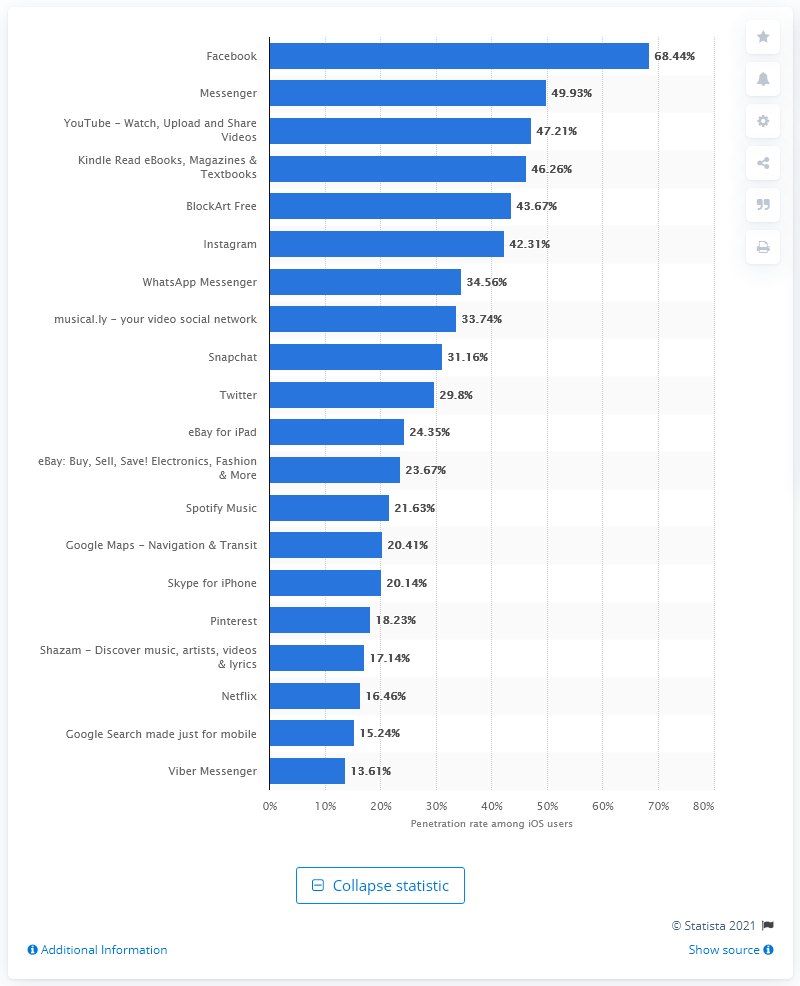 Facebook
68.44%
Messenger
49.93%
YouTube – Watch, Upload and Share
Videos
47.21%
Kindle Read eBooks, Magazines &
Textbooks
46.26%
BlockArt Free
43.67%
Instagram
42.31%
WhatsApp Messenger
34.56%
musical.ly – your video social network
33.74%
Snapchat
31.16%
Twitter
29.8%
eBay for iPad
24.35%
eBay: Buy, Sell, Save! Electronics, Fashion
& More
23.67%
Spotify Music
21.63%
Google Maps – Navigation & Transit
20.41%
Skype for iPhone
20.14%
Pinterest
18.23%
Shazam – Discover music, artists, videos
& lyrics
17.14%
Netflix
16.46%
Google Search made just for mobile
15.24%
Viber Messenger
13.61%
0% 10% 20% 30% 40% 50% 60% 70% 80%
Penetration rate among iOS users
Collapse statistic
© Statista 2021
Additional Information
Show source